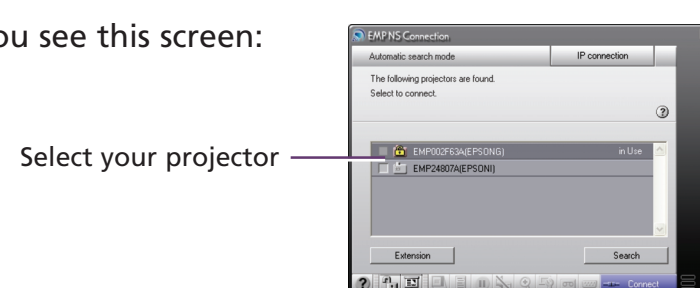 ou see this screen:
EMP NS Connection
Automatic search mode
IP connection
The following projectors are found.
Select to connect.
Select your projector
EMP002F63A(EPSONG)
in Use
EMP24807A(EPSONI)
Extension
Search
Connect